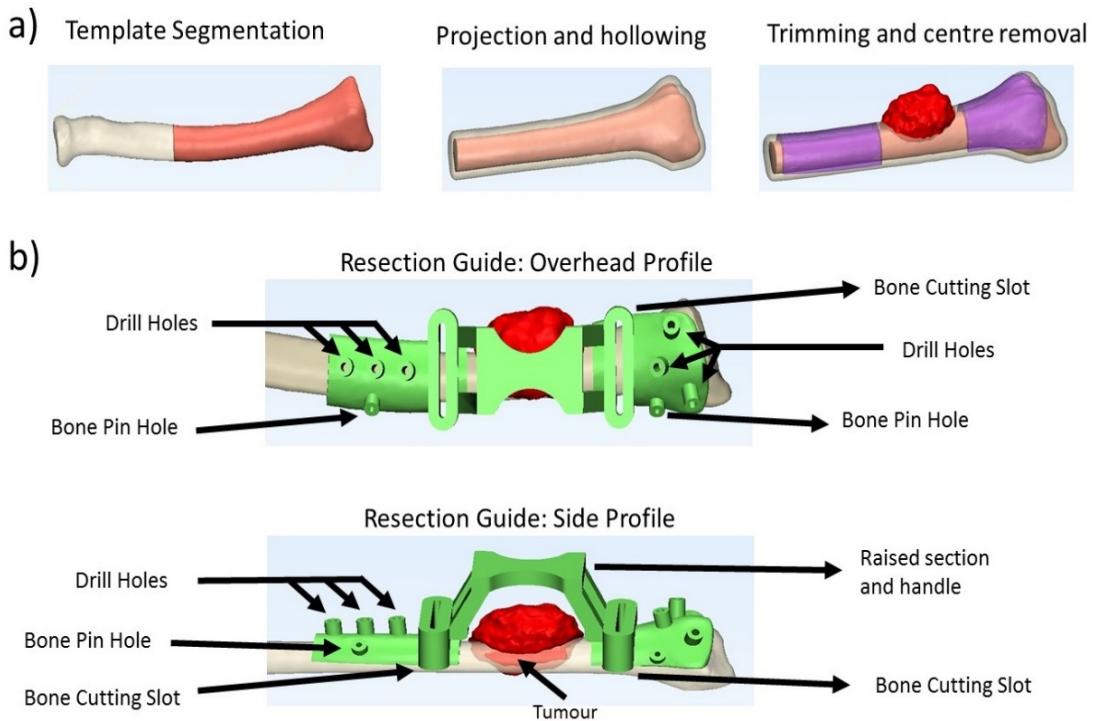 a)
Template Segmentation
Projection and hollowing
Trimming and centre removal
b)
Resection Guide: Overhead Profile
Bone Cutting Slot
Drill Holes
Drill Holes
Bone Pin Hole
Bone Pin Hole
Resection Guide: Side Profile
Drill Holes
Raised section
and handle
Bone Pin Hole
Bone Cutting Slot
Bone Cutting Slot
Tumour